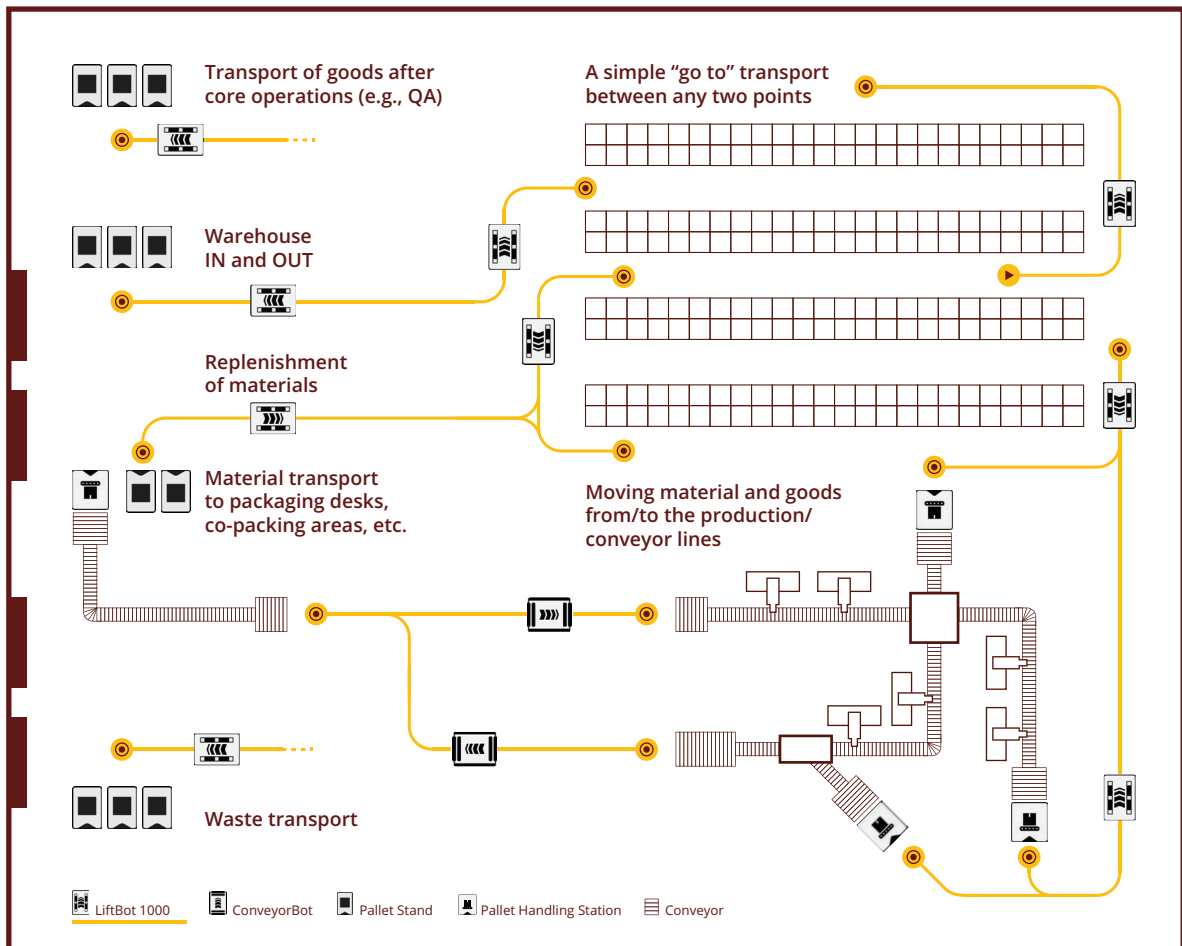 Transport of goods after
core operations (e.g., QA)
A simple “go to” transport
between any two points
Warehouse
IN and OUT
Replenishment
of materials
Material transport
to packaging desks,
co-packing areas, etc.
Moving material and goods
from/to the production/
conveyor lines
Waste transport
LiftBot 1000
ConveyorBot
Pallet Stand
Pallet Handling Station
Conveyor